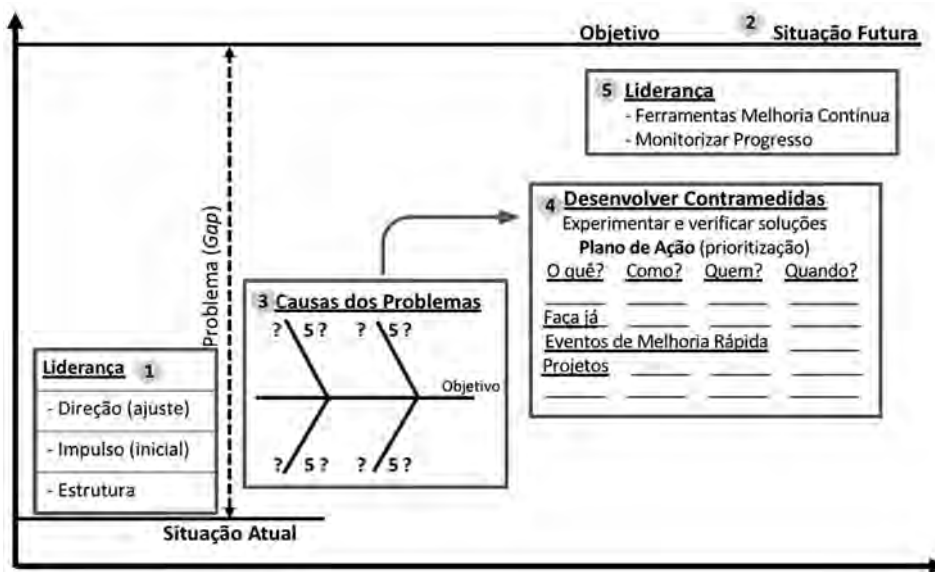 Objetivo 2 Situação Futura
5 Liderança
- Ferramentas Melhoria Contínua
- Monitorizar Progresso
4 Desenvolver Contramedidas
Experimentar e verificar soluções
Plano de Ação (prioritização)
O quê? Como? Quem? Quando?
Faça já
Eventos de Melhoria Rápida
Projetos
Problema (Gap)
3 Causas dos Problemas
? 5 ? ? 5 ?
Objetivo
? 5 ? ? 5 ?
Liderança 1
- Direção (ajuste)
- Impulso (inicial)
- Estrutura
Situação Atual